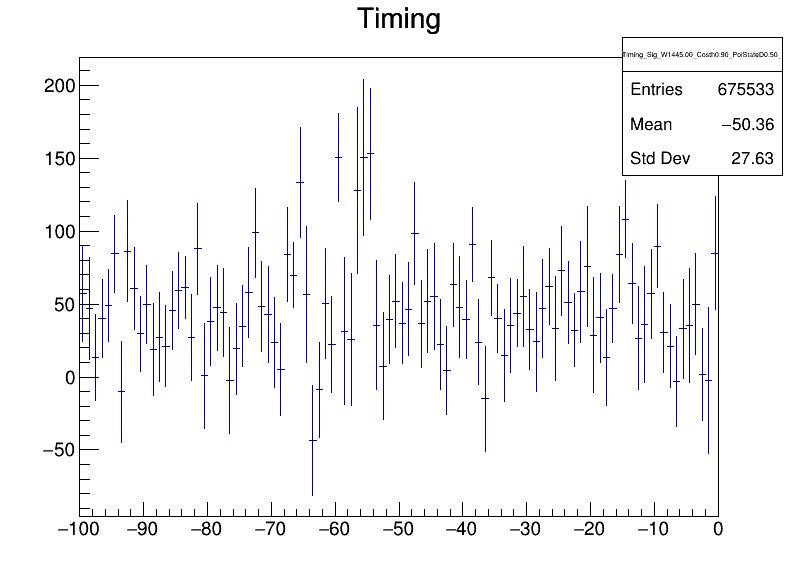 Timing
Timing_Sig_W1445.00_Costh0.90_PolStateD0.50_
Entries 675533
Mean −50.36
Std Dev 27.63
200
150
100
50
0
−50
−100 −90 −80 −70 −60 −50 −40 −30 −20 −10 0